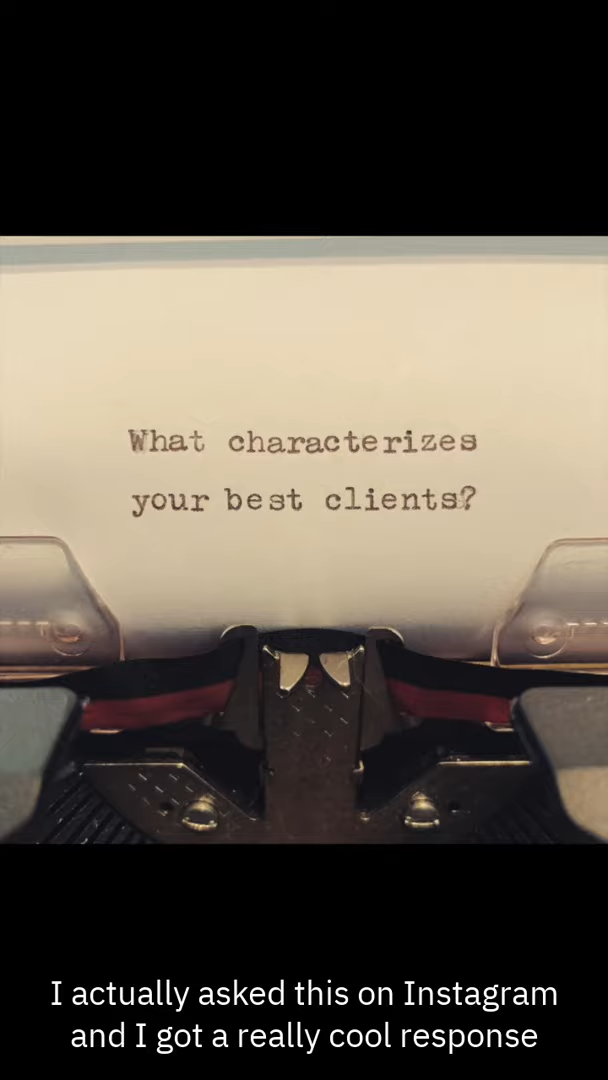 What characterizes
your best clients?
I actually asked this on Instagram
and I got a really cool response